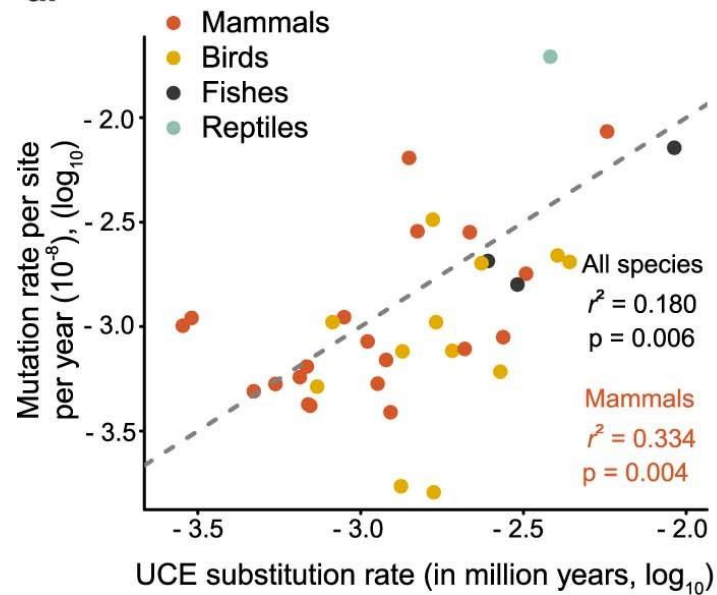 Mammals
Birds
Fishes
Reptiles
Mutation rate per site
per year (10⁻⁸), (log₁₀)
- 2.0
- 2.5
- 3.0
- 3.5
All species
r² = 0.180
p = 0.006
Mammals
r² = 0.334
p = 0.004
- 3.5
- 3.0
- 2.5
- 2.0
UCE substitution rate (in million years, log₁₀)